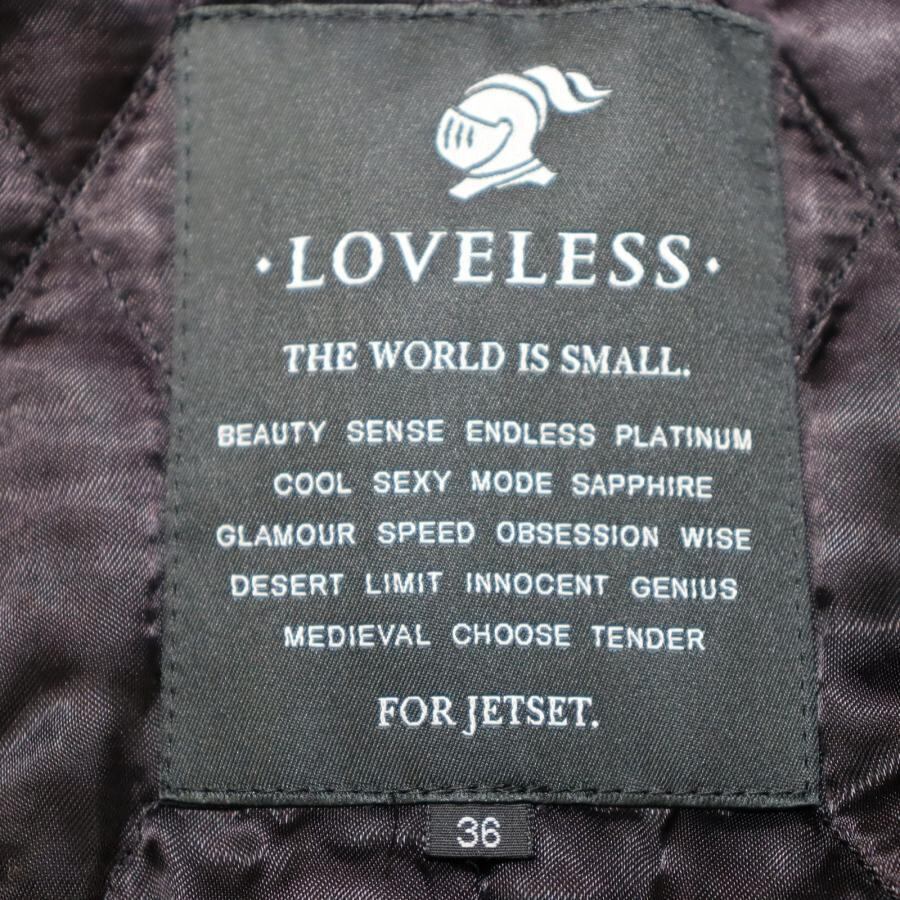 ·LOVELESS·
THE WORLD IS SMALL.
BEAUTY SENSE ENDLESS PLATINUM
COOL SEXY MODE SAPPHIRE
GLAMOUR SPEED OBSESSION WISE
DESERT LIMIT INNOCENT GENIUS
MEDIEVAL CHOOSE TENDER
FOR JETSET.
36